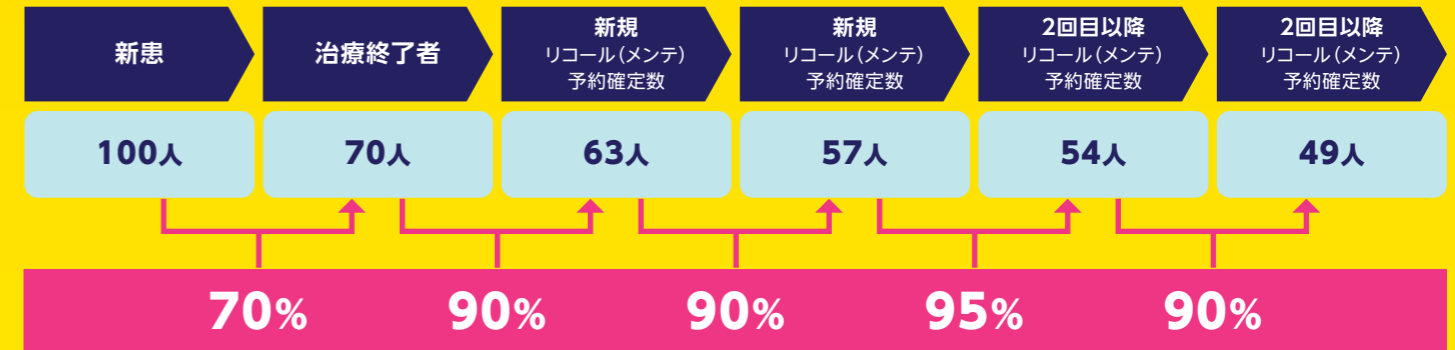 新患
治療終了者
新規
リコール(メンテ)
予約確定数
新規
リコール(メンテ)
予約確定数
2回目以降
リコール(メンテ)
予約確定数
2回目以降
リコール(メンテ)
予約確定数
100人
70人
63人
57人
54人
49人
70%
90%
90%
95%
90%